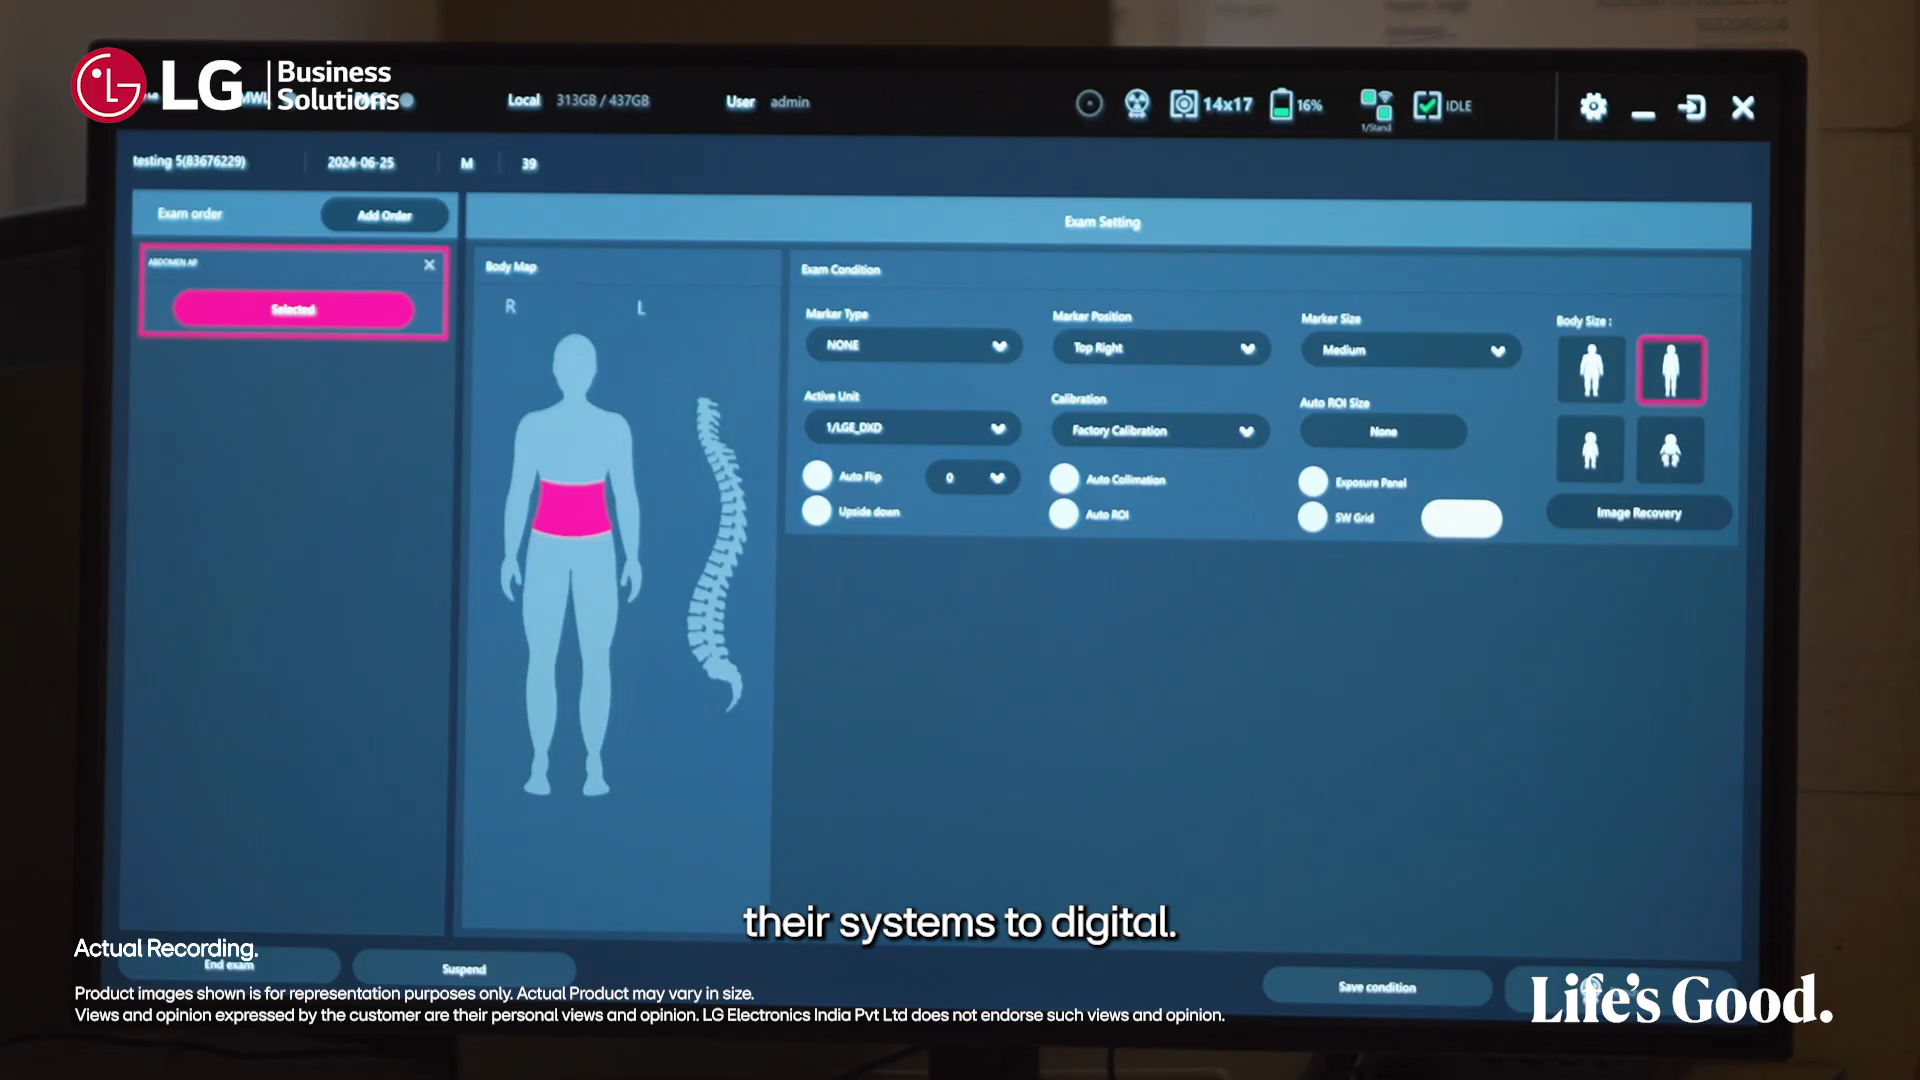 LG Business Solutions
MWL
Local 313GB / 437GB
User admin
14x17
16%
1/Stand
IDLE
testing 5(83676229) 2024-06-25 M 39
Exam order
Add Order
Exam Setting
ABDOMEN AP
Selected
Body Map
R L
Exam Condition
Marker Type
NONE
Marker Position
Top Right
Marker Size
Medium
Body Size :
Active Unit
1/LGE_DXD
Calibration
Factory Calibration
Auto ROI Size
None
Auto Flip
0
Auto Collimation
Exposure Panel
Upside down
Auto ROI
SW Grid
Image Recovery
their systems to digital.
Actual Recording.
End exam
Suspend
Save condition
Product images shown is for representation purposes only. Actual Product may vary in size.
Views and opinion expressed by the customer are their personal views and opinion. LG Electronics India Pvt Ltd does not endorse such views and opinion.
Life's Good.